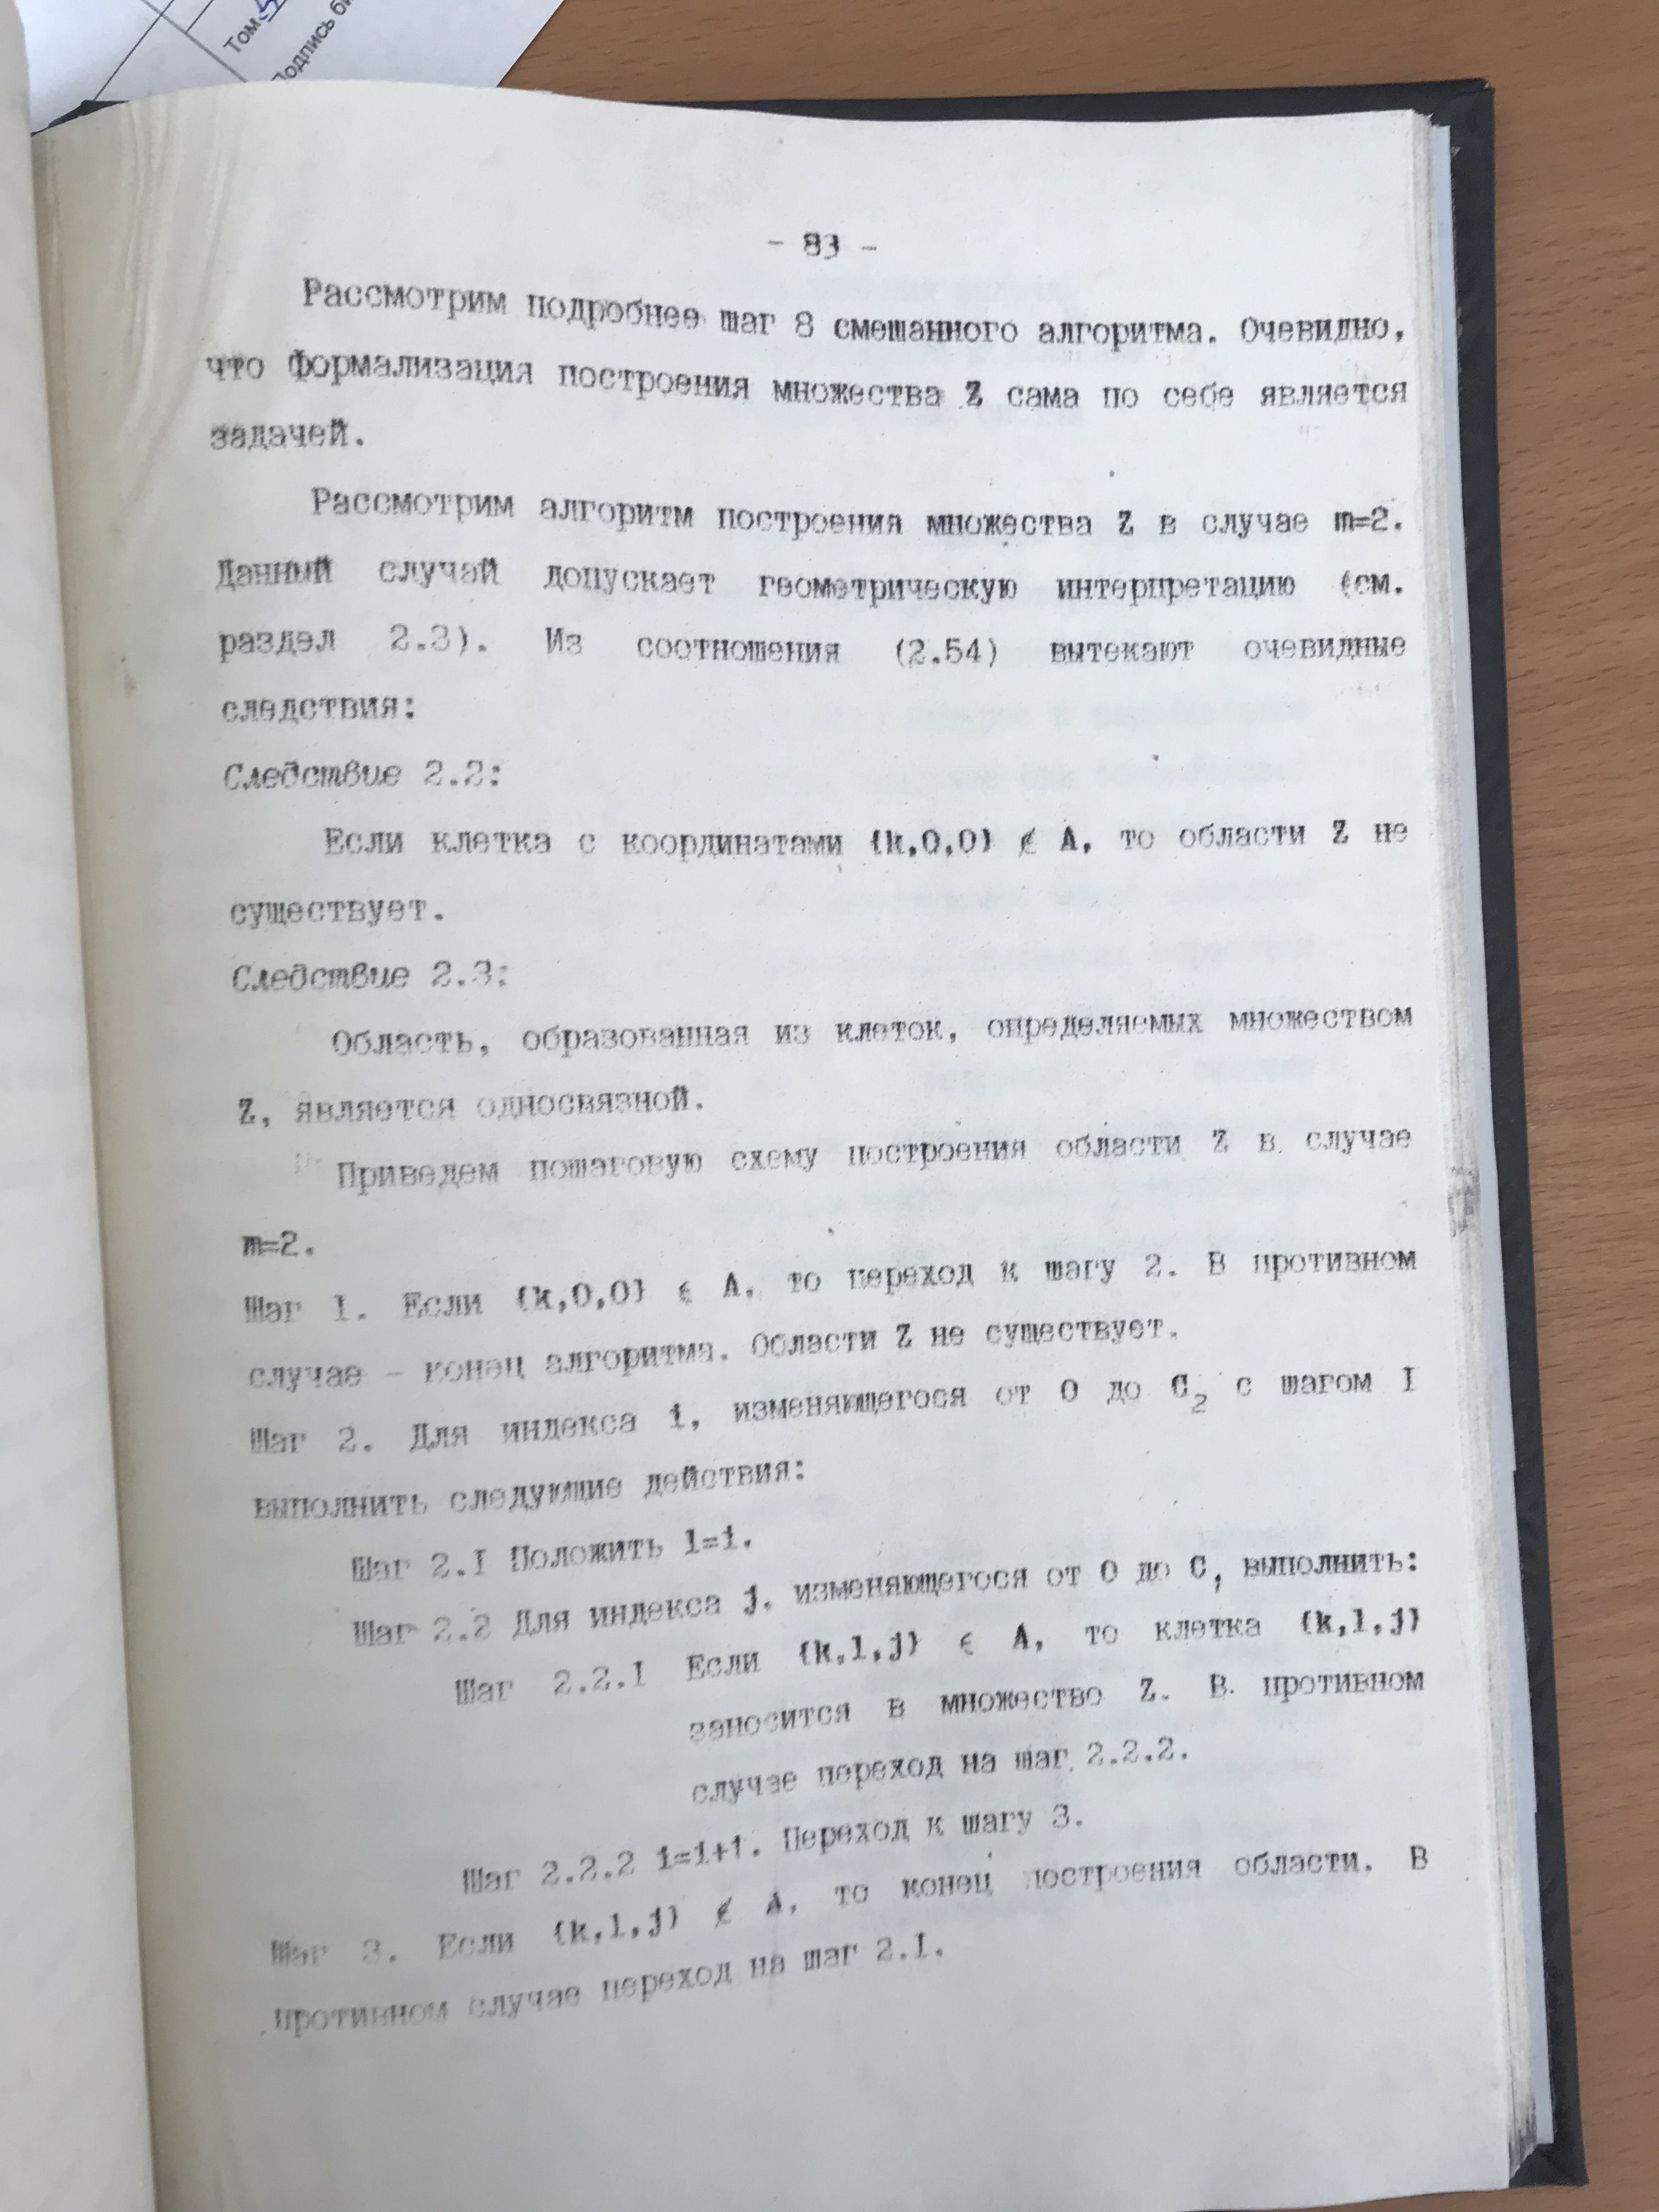 Том
Подпись
- 83 -
Рассмотрим подробнее шаг 8 смешанного алгоритма. Очевидно,
что формализация построения множества Z сама по себе является
задачей.
Рассмотрим алгоритм построения множества Z в случае m=2.
Данный случай допускает геометрическую интерпретацию (см.
раздел 2.3). Из соотношения (2.54) вытекают очевидные
следствия:
Следствие 2.2:
Если клетка с координатами {k,0,0} ∉ A, то области Z не
существует.
Следствие 2.3:
Область, образованная из клеток, определяемых множеством
Z, является односвязной.
Приведем пошаговую схему построения области Z в случае
m=2.
Шаг 1. Если {k,0,0} ∈ A, то переход к шагу 2. В противном
случае - конец алгоритма. Области Z не существует.
Шаг 2. Для индекса i, изменяющегося от 0 до C₂ с шагом I
выполнить следующие действия:
Шаг 2.I Положить l=i.
Шаг 2.2 Для индекса j, изменяющегося от 0 до C₁ выполнить:
Шаг 2.2.I Если {k,l,j} ∈ A, то клетка {k,l,j}
заносится в множество Z. В противном
случае переход на шаг 2.2.2.
Шаг 2.2.2 i=i+1. Переход к шагу 3.
Шаг 3. Если {k,l,j} ∉ A, то конец построения области. В
противном случае переход на шаг 2.I.